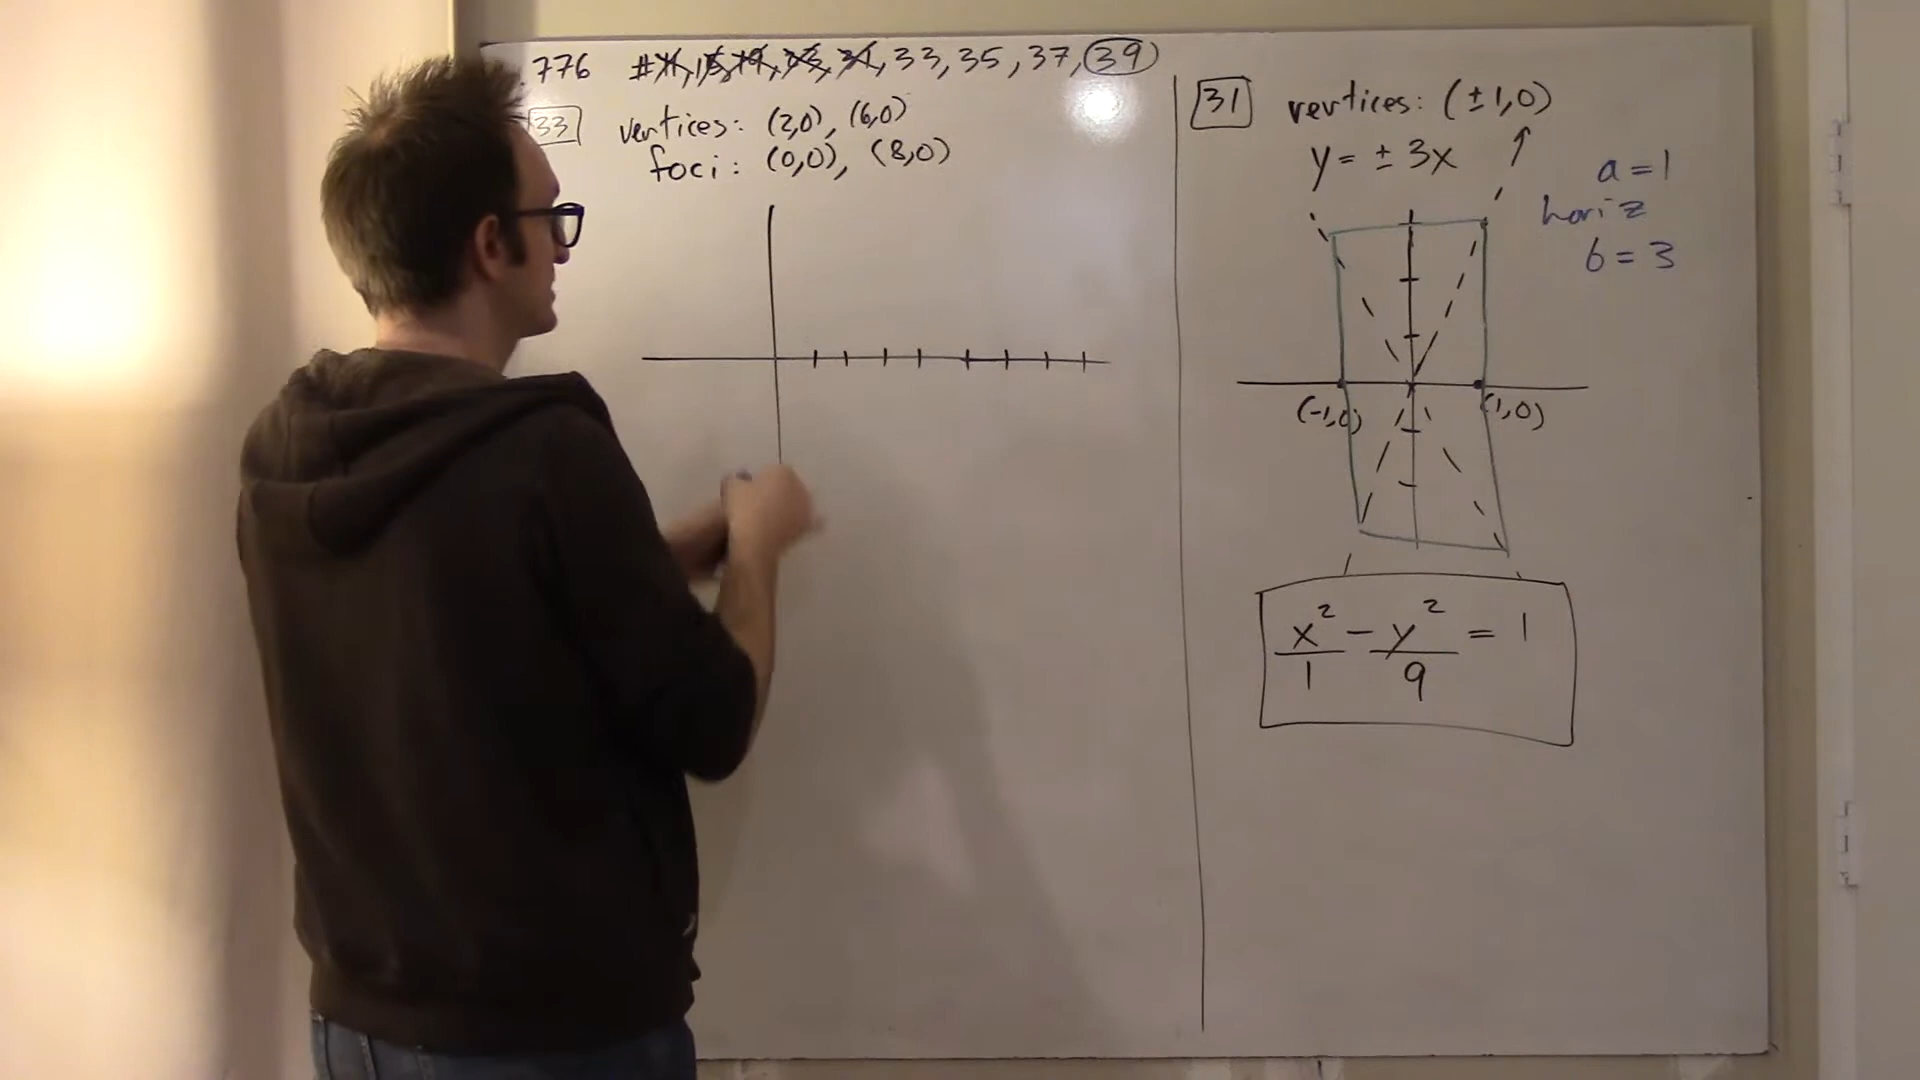 776 #11, 15, 19, 23, 31, 33, 35, 37, 39
33 vertices: (2,0), (6,0)
foci: (0,0), (8,0)
31 vertices: (±1,0)
y = ± 3x
a = 1
horiz
b = 3
(-1,0) (1,0)
x²/1 - y²/9 = 1